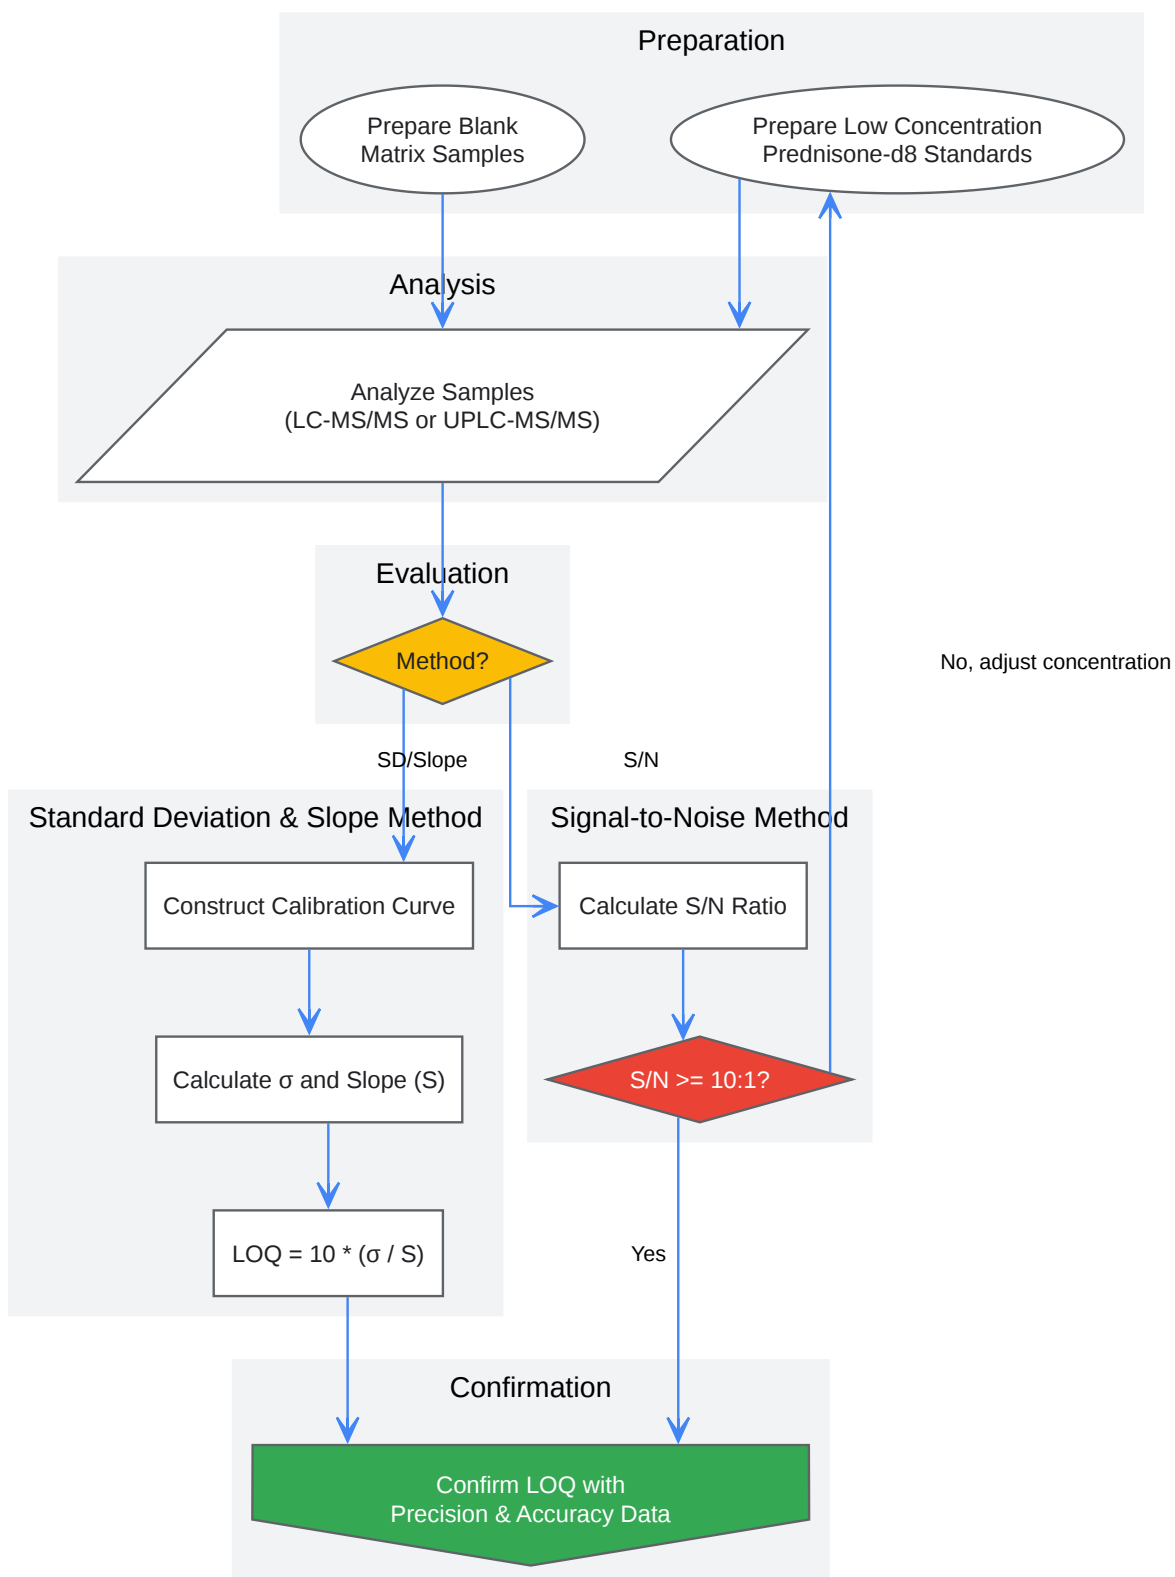 Preparation
Prepare Blank
Matrix Samples
Prepare Low Concentration
Prednisone-d8 Standards
Analysis
Analyze Samples
(LC-MS/MS or UPLC-MS/MS)
Evaluation
Method?
No, adjust concentration
SD/Slope
S/N
Standard Deviation & Slope Method
Signal-to-Noise Method
Construct Calibration Curve
Calculate S/N Ratio
Calculate σ and Slope (S)
S/N >= 10:1?
LOQ = 10 * (σ / S)
Yes
Confirmation
Confirm LOQ with
Precision & Accuracy Data